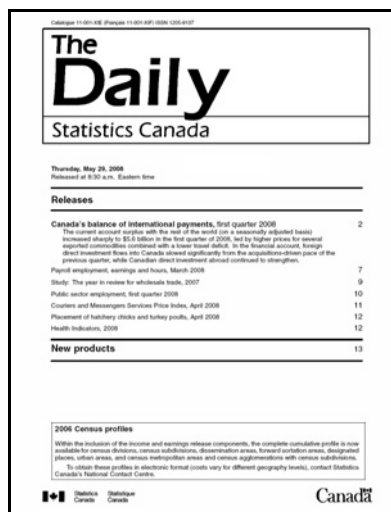 Catalogue 11-001-XIE (Français 11-001-XIF) ISSN 1205-9137
The
Daily
Statistics Canada
Thursday, May 29, 2008
Released at 8:30 a.m. Eastern time
Releases
Canada's balance of international payments, first quarter 2008 2
The current account surplus with the rest of the world (on a seasonally adjusted basis)
increased sharply to $5.6 billion in the first quarter of 2008, led by higher prices for several
exported commodities combined with a lower travel deficit. In the financial account, foreign
direct investment flows into Canada slowed significantly from the acquisitions-driven pace of the
previous quarter, while Canadian direct investment abroad continued to strengthen.
Payroll employment, earnings and hours, March 2008 7
Study: The year in review for wholesale trade, 2007 9
Public sector employment, first quarter 2008 10
Couriers and Messengers Services Price Index, April 2008 11
Placement of hatchery chicks and turkey poults, April 2008 12
Health Indicators, 2008 12
New products 13
2006 Census profiles
Within the inclusion of the income and earnings release components, the complete cumulative profile is now
available for census divisions, census subdivisions, dissemination areas, forward sortation areas, designated
places, urban areas, and census metropolitan areas and census agglomerations with census subdivisions.
To obtain these profiles in electronic format (costs vary for different geography levels), contact Statistics
Canada's National Contact Centre.
Statistics Statistique
Canada Canada
Canada